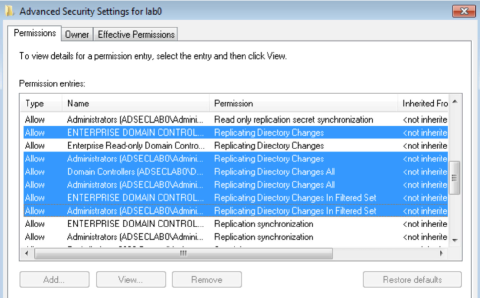 Advanced Security Settings for lab0
Permissions Owner Effective Permissions
To view details for a permission entry, select the entry and then click View.
Permission entries:
Type Name Permission Inherited Fro
Allow Administrators (ADSECLAB0\Admini... Read only replication secret synchronization <not inherite
Allow ENTERPRISE DOMAIN CONTROL... Replicating Directory Changes <not inherite
Allow Enterprise Read-only Domain Contro... Replicating Directory Changes <not inherite
Allow Administrators (ADSECLAB0\Admini... Replicating Directory Changes <not inherite
Allow Domain Controllers (ADSECLAB0\D... Replicating Directory Changes All <not inherite
Allow Administrators (ADSECLAB0\Admini... Replicating Directory Changes All <not inherite
Allow ENTERPRISE DOMAIN CONTROL... Replicating Directory Changes In Filtered Set <not inherite
Allow Administrators (ADSECLAB0\Admini... Replicating Directory Changes In Filtered Set <not inherite
Allow ENTERPRISE DOMAIN CONTROL... Replication synchronization <not inherite
Allow Administrators (ADSECLAB0\Admini... Replication synchronization <not inherite
Add... View... Remove Restore defaults